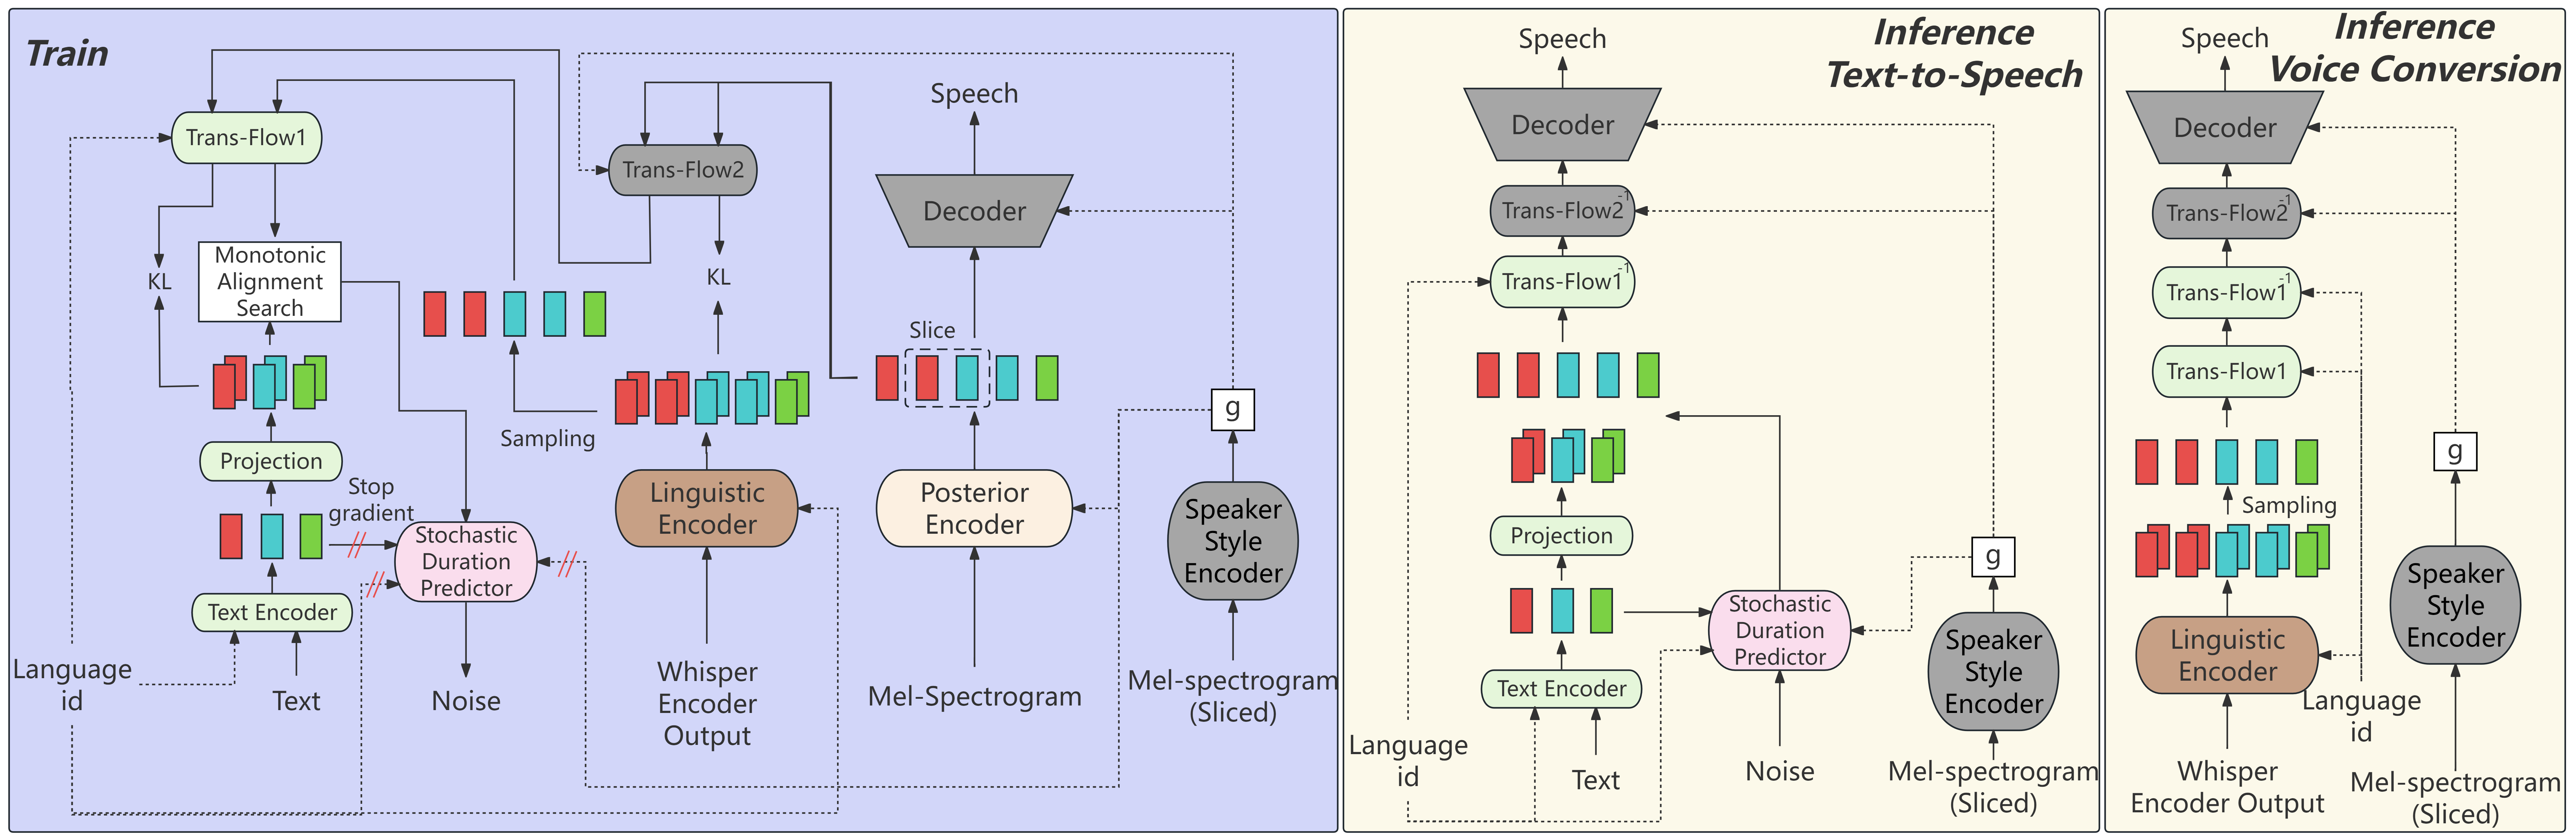 Train
Trans-Flow1
KL
Monotonic
Alignment
Search
Projection
Stop
gradient
Stochastic
Duration
Predictor
Text Encoder
Language
id
Text
Noise
Trans-Flow2
KL
Sampling
Linguistic
Encoder
Whisper
Encoder
Output
Speech
Decoder
Slice
Posterior
Encoder
Mel-Spectrogram
g
Speaker
Style
Encoder
Mel-spectrogram
(Sliced)
Inference
Text-to-Speech
Speech
Decoder
Trans-Flow2-1
Trans-Flow1-1
Projection
Text Encoder
Stochastic
Duration
Predictor
Language
id
Text
Noise
g
Speaker
Style
Encoder
Mel-spectrogram
(Sliced)
Inference
Voice Conversion
Speech
Decoder
Trans-Flow2-1
Trans-Flow1-1
Trans-Flow1
Sampling
Linguistic
Encoder
Language
id
Whisper
Encoder Output
g
Speaker
Style
Encoder
Mel-spectrogram
(Sliced)